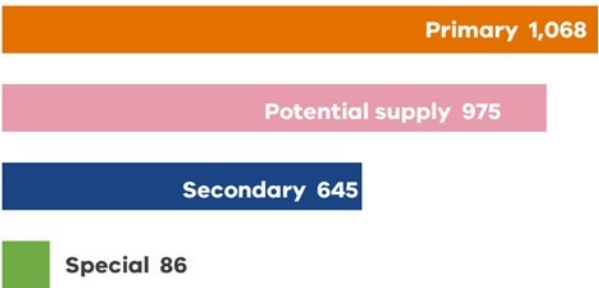 Primary 1,068
Potential supply 975
Secondary 645
Special 86